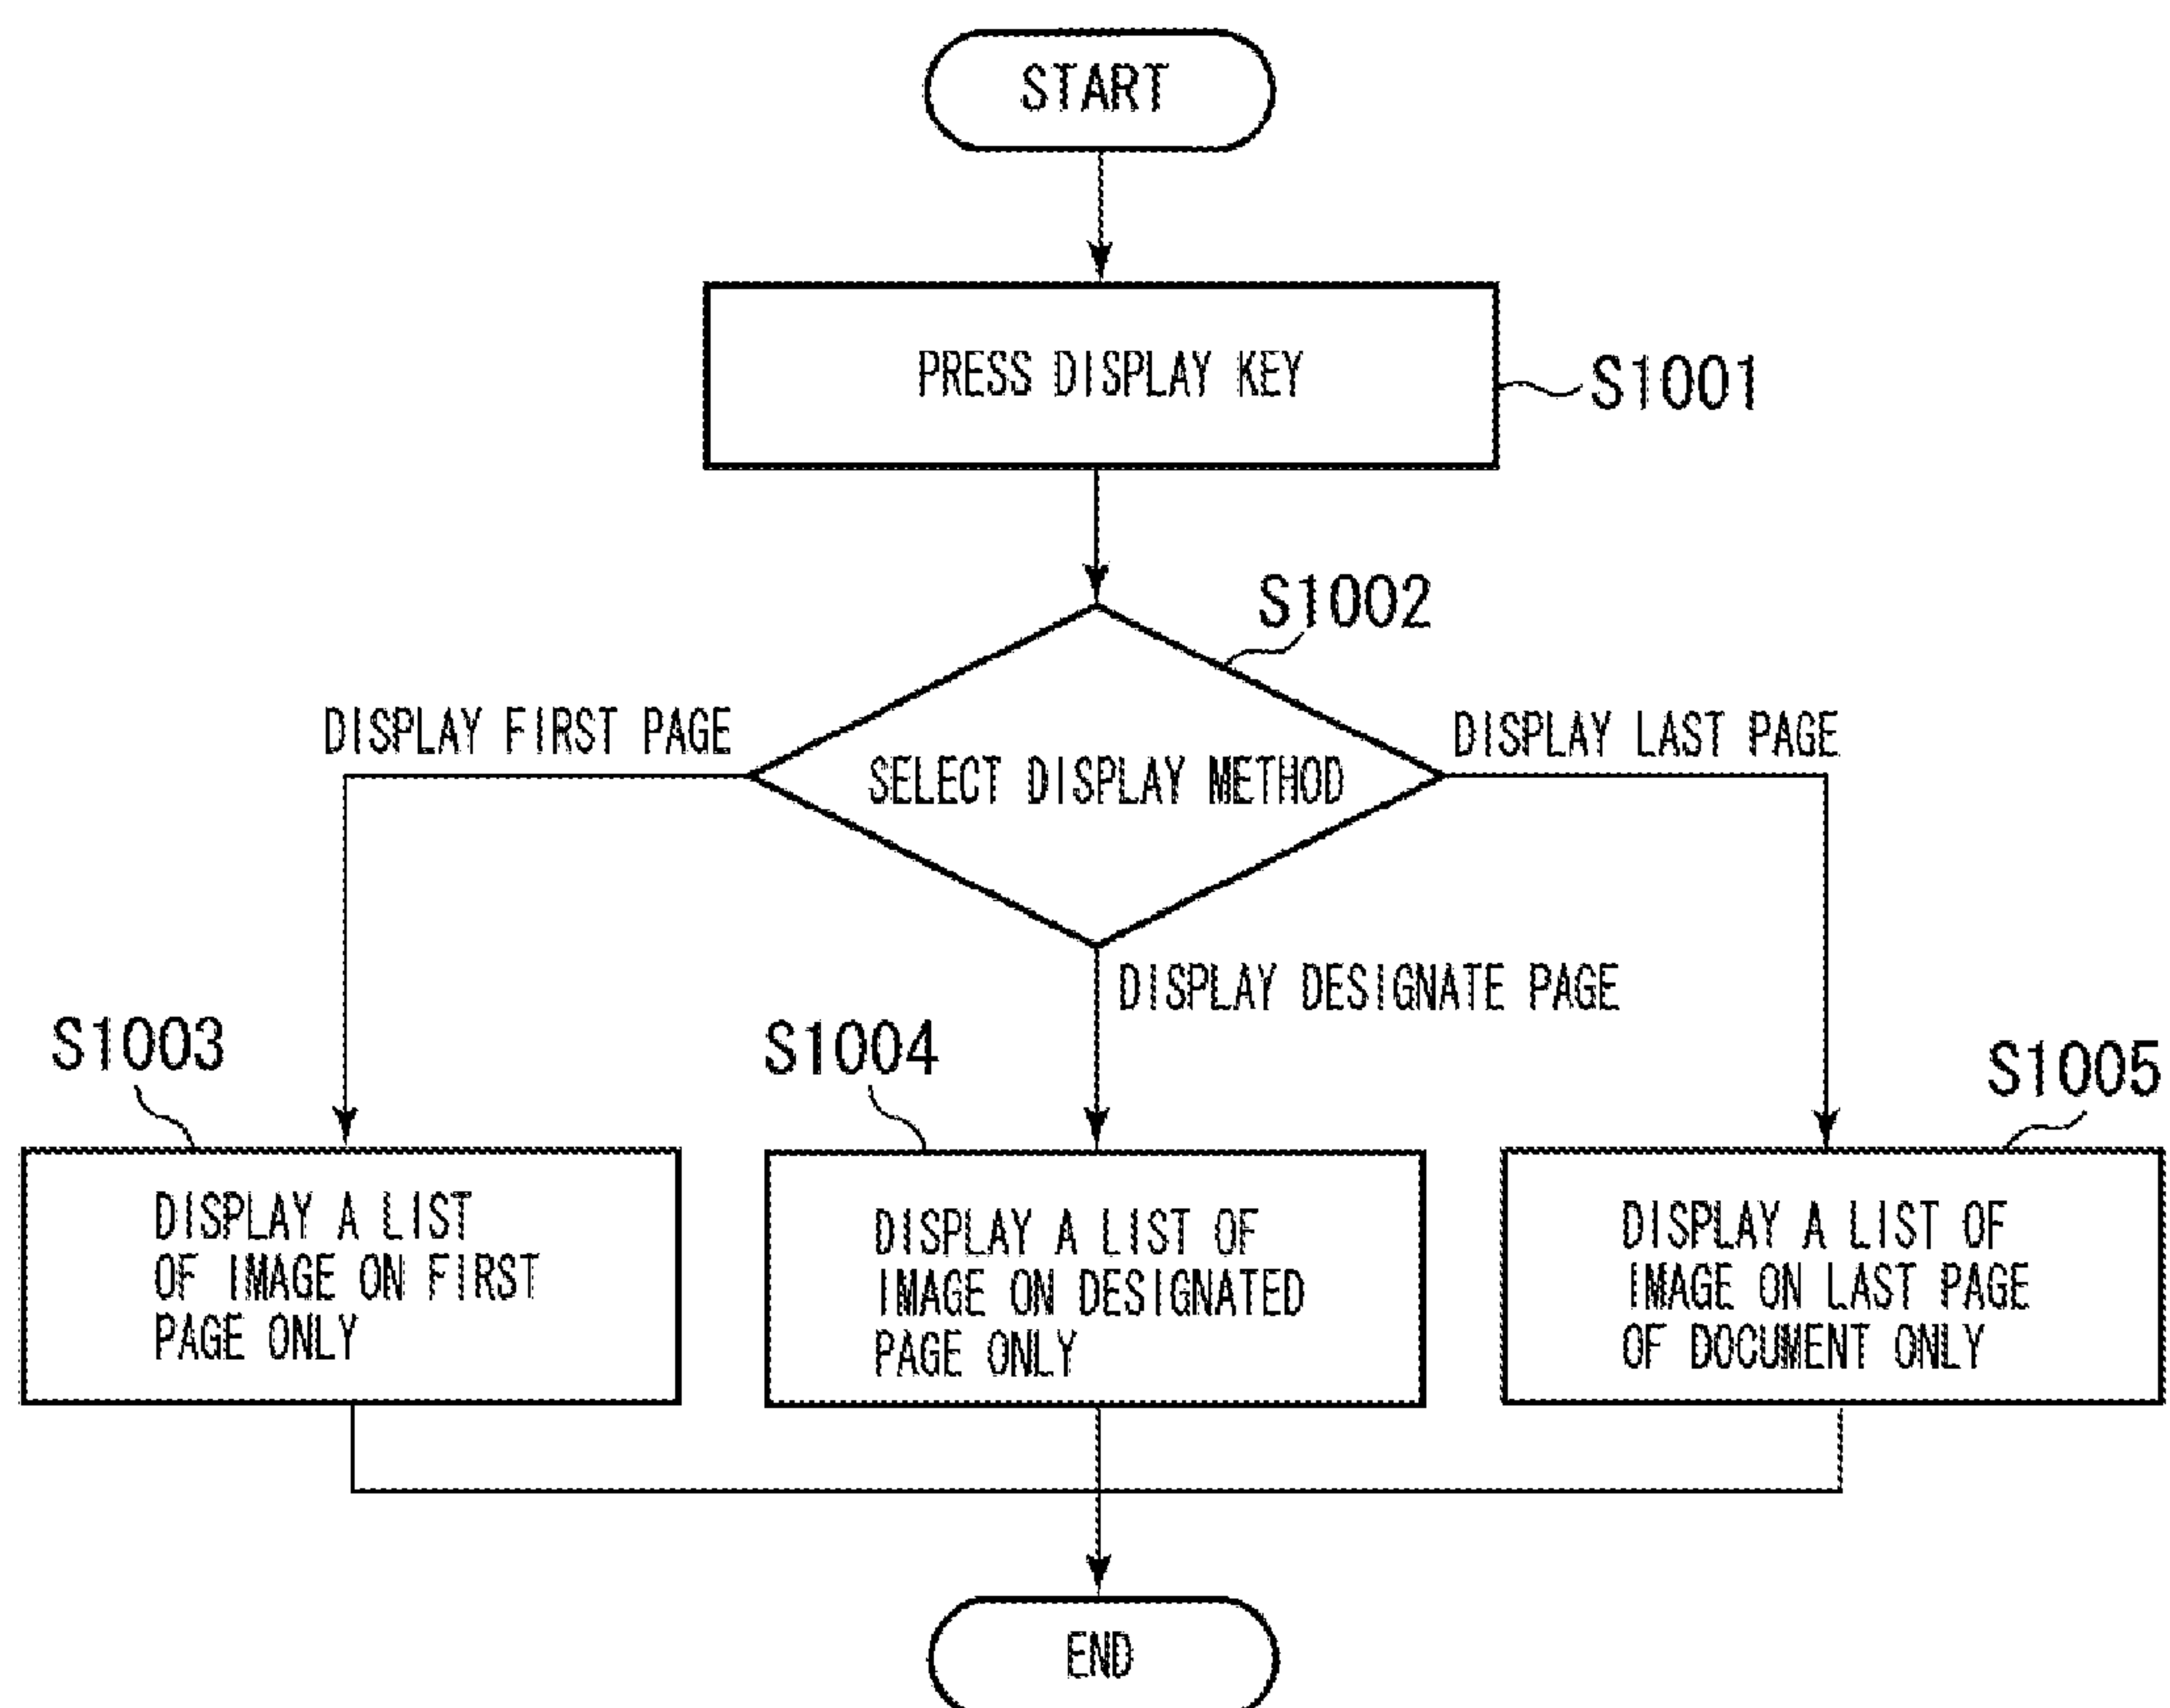 START
PRESS DISPLAY KEY
S1001
S1002
DISPLAY FIRST PAGE
SELECT DISPLAY METHOD
DISPLAY LAST PAGE
DISPLAY DESIGNATE PAGE
S1003
DISPLAY A LIST
OF IMAGE ON FIRST
PAGE ONLY
S1004
DISPLAY A LIST OF
IMAGE ON DESIGNATED
PAGE ONLY
S1005
DISPLAY A LIST OF
IMAGE ON LAST PAGE
OF DOCUMENT ONLY
END